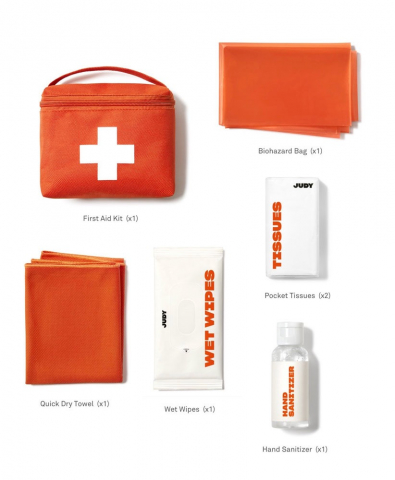 Biohazard Bag (x1)
First Aid Kit (x1)
JUDY
TISSUES
Pocket Tissues (x2)
JUDY
WET WIPES
Quick Dry Towel (x1)
Wet Wipes (x1)
HAND
SANITIZER
Hand Sanitizer (x1)